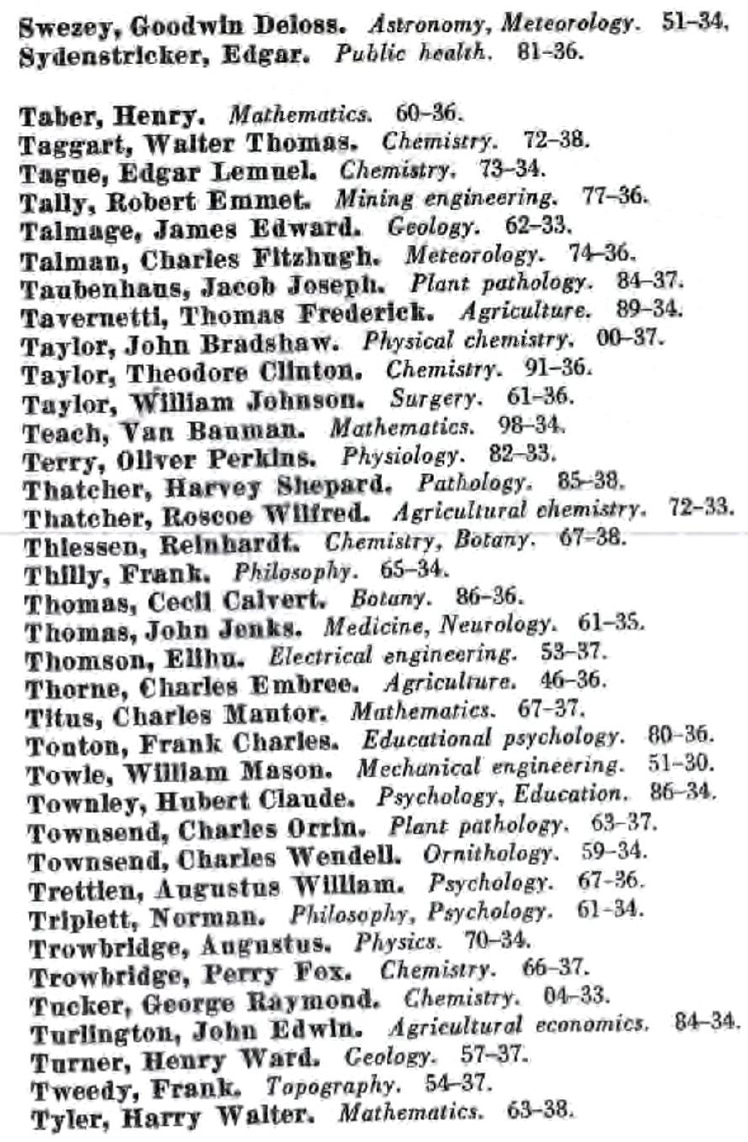 Swezey, Goodwin Deloss. Astronomy, Meteorology. 51–34.
Sydenstricker, Edgar. Public health. 81–36.
Taber, Henry. Mathematics. 60–36.
Taggart, Walter Thomas. Chemistry. 72–38.
Tague, Edgar Lemuel. Chemistry. 73–34.
Tally, Robert Emmet. Mining engineering. 77–36.
Talmage, James Edward. Geology. 62–33.
Talman, Charles Fitzhugh. Meteorology. 74–36.
Taubenhaus, Jacob Joseph. Plant pathology. 84–37.
Tavernetti, Thomas Frederick. Agriculture. 89–34.
Taylor, John Bradshaw. Physical chemistry. 00–37.
Taylor, Theodore Clinton. Chemistry. 91–36.
Taylor, William Johnson. Surgery. 61–36.
Teach, Van Bauman. Mathematics. 98–34.
Terry, Oliver Perkins. Physiology. 82–33.
Thatcher, Harvey Shepard. Pathology. 85–38.
Thatcher, Roscoe Wilfred. Agricultural chemistry. 72–33.
Thiessen, Reinhardt. Chemistry, Botany. 67–38.
Thilly, Frank. Philosophy. 65–34.
Thomas, Cecil Calvert. Botany. 86–36.
Thomas, John Jenks. Medicine, Neurology. 61–35.
Thomson, Elihu. Electrical engineering. 53–37.
Thorne, Charles Embree. Agriculture. 46–36.
Titus, Charles Mantor. Mathematics. 67–37.
Touton, Frank Charles. Educational psychology. 80–36.
Towle, William Mason. Mechanical engineering. 51–30.
Townley, Hubert Claude. Psychology, Education. 86–34.
Townsend, Charles Orrin. Plant pathology. 63–37.
Townsend, Charles Wendell. Ornithology. 59–34.
Trettien, Augustus William. Psychology. 67–36.
Triplett, Norman. Philosophy, Psychology. 61–34.
Trowbridge, Augustus. Physics. 70–34.
Trowbridge, Perry Fox. Chemistry. 66–37.
Tucker, George Raymond. Chemistry. 04–33.
Turlington, John Edwin. Agricultural economics. 84–34.
Turner, Henry Ward. Geology. 57–37.
Tweedy, Frank. Topography. 54–37.
Tyler, Harry Walter. Mathematics. 63–38.